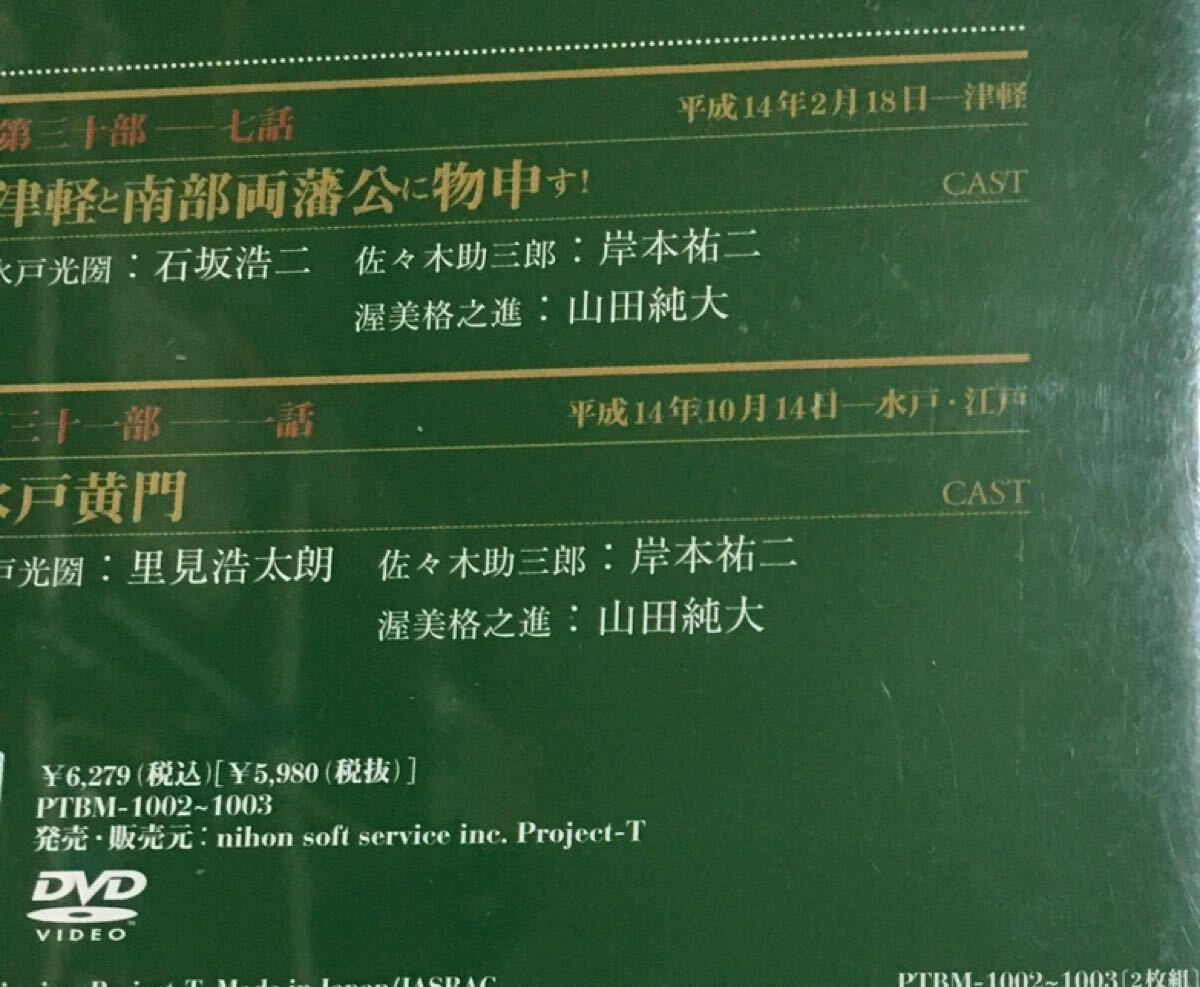 第三十部――七話 平成14年2月18日―津軽
津軽と南部両藩公に物申す!
CAST
水戸光圀：石坂浩二 佐々木助三郎：岸本祐二
渥美格之進：山田純大
三十一部――一話 平成14年10月14日―水戸・江戸
水戸黄門
CAST
戸光圀：里見浩太朗 佐々木助三郎：岸本祐二
渥美格之進：山田純大
¥6,279(税込)[¥5,980(税抜)]
PTBM-1002~1003
発売・販売元：nihon soft service inc. Project-T
DVD
VIDEO
Project-T Made in Japan/JASRAC
PTBM-1002~1003[2枚組]